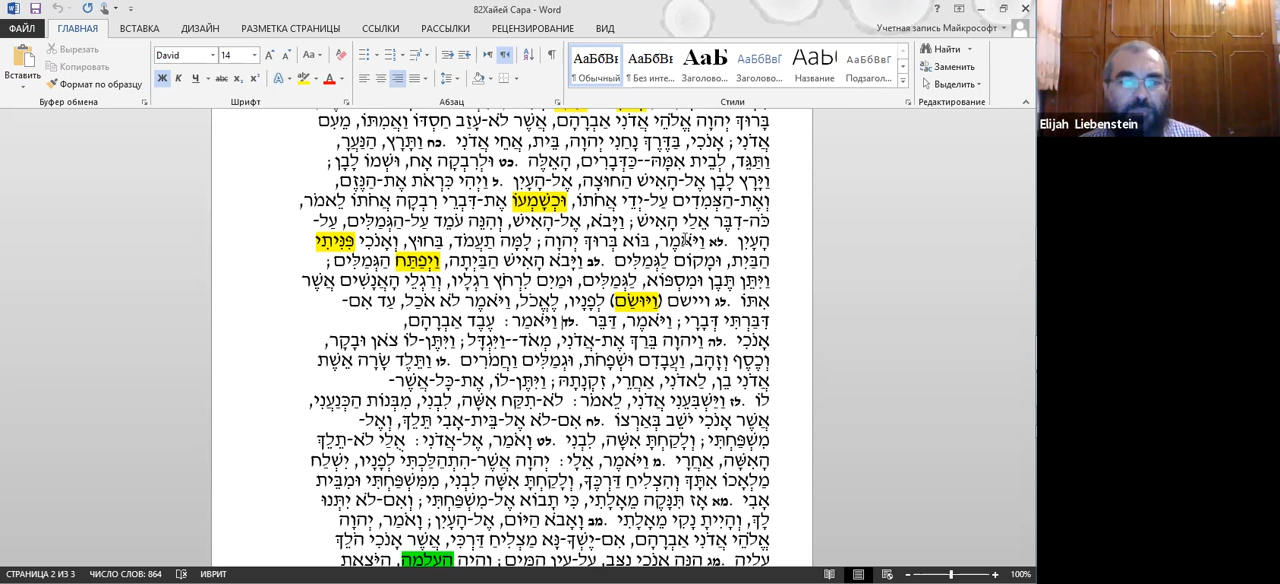 82Хайей Сара - Word
ФАЙЛ ГЛАВНАЯ ВСТАВКА ДИЗАЙН РАЗМЕТКА СТРАНИЦЫ ССЫЛКИ РАССЫЛКИ РЕЦЕНЗИРОВАНИЕ ВИД Учетная запись Майкрософт
Вставить
Вырезать
Копировать
Формат по образцу
Буфер обмена
David 14
Шрифт
Абзац
АаБбВı АаБбВı АаБ АаБбВвГ АаБı АаБбВвГ
¶ Обычный ¶ Без инте... Заголово... Заголово... Название Подзагол...
Стили
Найти
Заменить
Выделить
Редактирование
Elijah Liebenstein
בָּרוּךְ יְהוָה אֱלֹהֵי אֲדֹנִי אַבְרָהָם, אֲשֶׁר לֹא-עָזַב חַסְדּוֹ וַאֲמִתּוֹ, מֵעִם
אֲדֹנִי; אָנֹכִי, בַּדֶּרֶךְ נָחַנִי יְהוָה, בֵּית, אֲחֵי אֲדֹנִי. כח וַתָּרָץ, הַנַּעֲרָ,
וַתַּגֵּד, לְבֵית אִמָּהּ--כַּדְּבָרִים, הָאֵלֶּה. כט וּלְרִבְקָה אָח, וּשְׁמוֹ לָבָן;
וַיָּרָץ לָבָן אֶל-הָאִישׁ הַחוּצָה, אֶל-הָעָיִן. ל וַיְהִי כִּרְאֹת אֶת-הַנֶּזֶם,
וְאֶת-הַצְּמִדִים עַל-יְדֵי אֲחֹתוֹ, וּכְשָׁמְעוֹ אֶת-דִּבְרֵי רִבְקָה אֲחֹתוֹ לֵאמֹר,
כֹּה-דִבֶּר אֵלַי הָאִישׁ; וַיָּבֹא, אֶל-הָאִישׁ, וְהִנֵּה עֹמֵד עַל-הַגְּמַלִּים, עַל-
הָעָיִן. לא וַיֹּאמֶר, בּוֹא בְּרוּךְ יְהוָה; לָמָּה תַעֲמֹד, בַּחוּץ, וְאָנֹכִי פִּנִּיתִי
הַבַּיִת, וּמָקוֹם לַגְּמַלִּים. לב וַיָּבֹא הָאִישׁ הַבַּיְתָה, וַיְפַתַּח הַגְּמַלִּים;
וַיִּתֵּן תֶּבֶן וּמִסְפּוֹא, לַגְּמַלִּים, וּמַיִם לִרְחֹץ רַגְלָיו, וְרַגְלֵי הָאֲנָשִׁים אֲשֶׁר
אִתּוֹ. לג ויישם (וַיּוּשַׂם) לְפָנָיו, לֶאֱכֹל, וַיֹּאמֶר לֹא אֹכַל, עַד אִם-
דִּבַּרְתִּי דְּבָרָי; וַיֹּאמֶר, דַּבֵּר. לד וַיֹּאמַר: עֶבֶד אַבְרָהָם,
אָנֹכִי. לה וַיהוָה בֵּרַךְ אֶת-אֲדֹנִי, מְאֹד--וַיִּגְדָּל; וַיִּתֶּן-לוֹ צֹאן וּבָקָר,
וְכֶסֶף וְזָהָב, וַעֲבָדִם וּשְׁפָחֹת, וּגְמַלִּים וַחֲמֹרִים. לו וַתֵּלֶד שָׂרָה אֵשֶׁת
אֲדֹנִי בֵן, לַאדֹנִי, אַחֲרֵי, זִקְנָתָהּ; וַיִּתֶּן-לוֹ, אֶת-כָּל-אֲשֶׁר-
לוֹ. לז וַיַּשְׁבִּעֵנִי אֲדֹנִי, לֵאמֹר: לֹא-תִקַּח אִשָּׁה, לִבְנִי, מִבְּנוֹת הַכְּנַעֲנִי,
אֲשֶׁר אָנֹכִי יֹשֵׁב בְּאַרְצוֹ. לח אִם-לֹא אֶל-בֵּית-אָבִי תֵּלֵךְ, וְאֶל-
מִשְׁפַּחְתִּי; וְלָקַחְתָּ אִשָּׁה, לִבְנִי. לט וָאֹמַר, אֶל-אֲדֹנִי: אֻלַי לֹא-תֵלֵךְ
הָאִשָּׁה, אַחֲרָי. מ וַיֹּאמֶר, אֵלָי: יְהוָה אֲשֶׁר-הִתְהַלַּכְתִּי לְפָנָיו, יִשְׁלַח
מַלְאָכוֹ אִתָּךְ וְהִצְלִיחַ דַּרְכֶּךָ, וְלָקַחְתָּ אִשָּׁה לִבְנִי, מִמִּשְׁפַּחְתִּי וּמִבֵּית
אָבִי. מא אָז תִּנָּקֶה מֵאָלָתִי, כִּי תָבוֹא אֶל-מִשְׁפַּחְתִּי; וְאִם-לֹא יִתְּנוּ
לָךְ, וְהָיִיתָ נָקִי מֵאָלָתִי. מב וָאָבֹא הַיּוֹם, אֶל-הָעָיִן; וָאֹמַר, יְהוָה
אֱלֹהֵי אֲדֹנִי אַבְרָהָם, אִם-יֶשְׁךָ-נָּא מַצְלִיחַ דַּרְכִּי, אֲשֶׁר אָנֹכִי הֹלֵךְ
עָלֶיהָ. מג הִנֵּה אָנֹכִי נִצָּב, עַל-עֵין הַמָּיִם; וְהָיָה הָעַלְמָה, הַיֹּצֵאת
СТРАНИЦА 2 ИЗ 3 ЧИСЛО СЛОВ: 864 ИВРИТ 100%